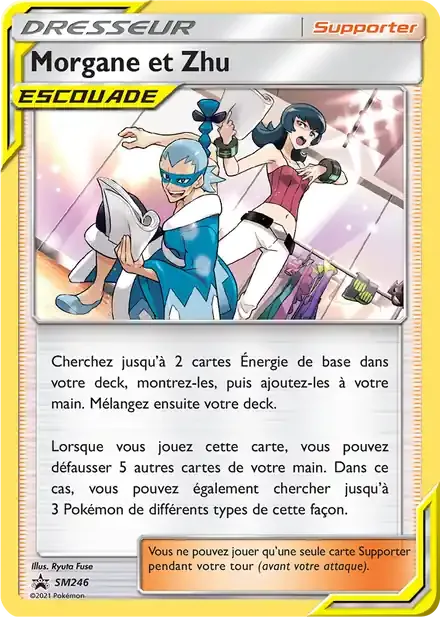 DRESSEUR
Supporter
Morgane et Zhu
ESCOUADE
Cherchez jusqu'à 2 cartes Énergie de base dans
votre deck, montrez-les, puis ajoutez-les à votre
main. Mélangez ensuite votre deck.
Lorsque vous jouez cette carte, vous pouvez
défausser 5 autres cartes de votre main. Dans ce
cas, vous pouvez également chercher jusqu'à
3 Pokémon de différents types de cette façon.
Vous ne pouvez jouer qu'une seule carte Supporter
pendant votre tour (avant votre attaque).
Illus. Ryuta Fuse
SM246
©2021 Pokémon